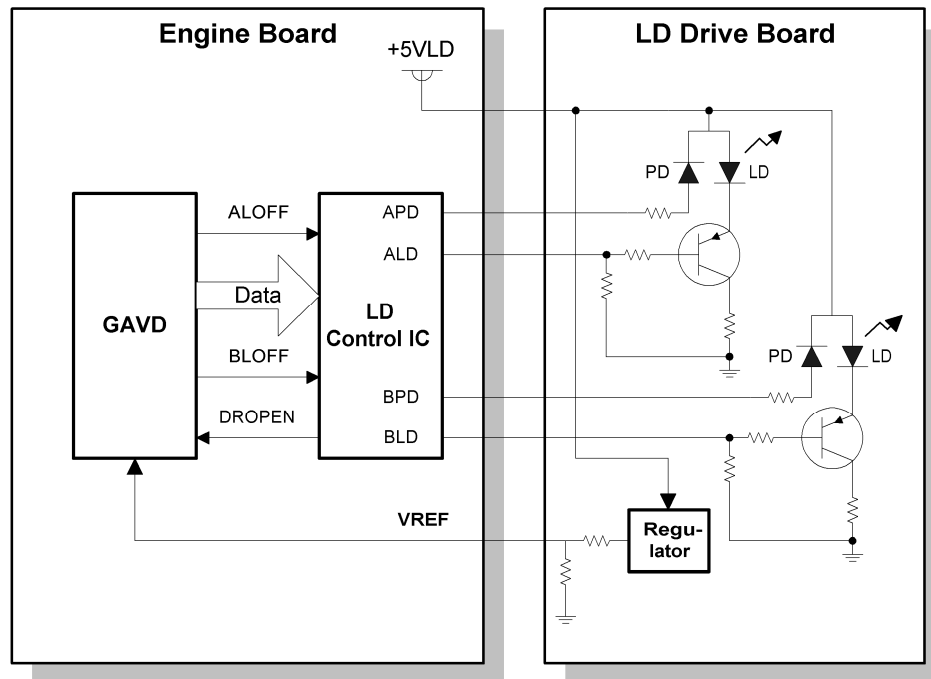 Engine Board
LD Drive Board
+5VLD
PD
LD
ALOFF
APD
ALD
Data
GAVD
LD
Control IC
BLOFF
PD
LD
BPD
DROPEN
BLD
VREF
Regu-
lator